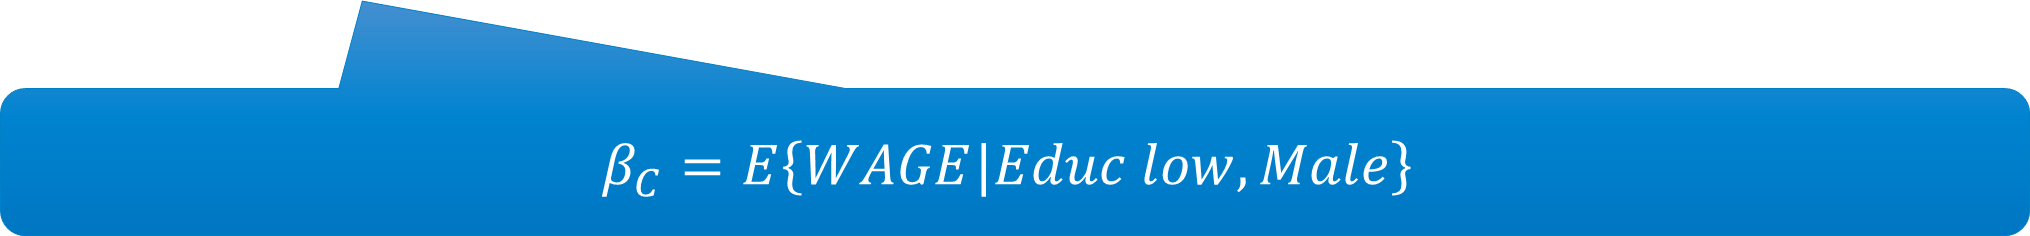 β_C = E{WAGE|Educ low, Male}